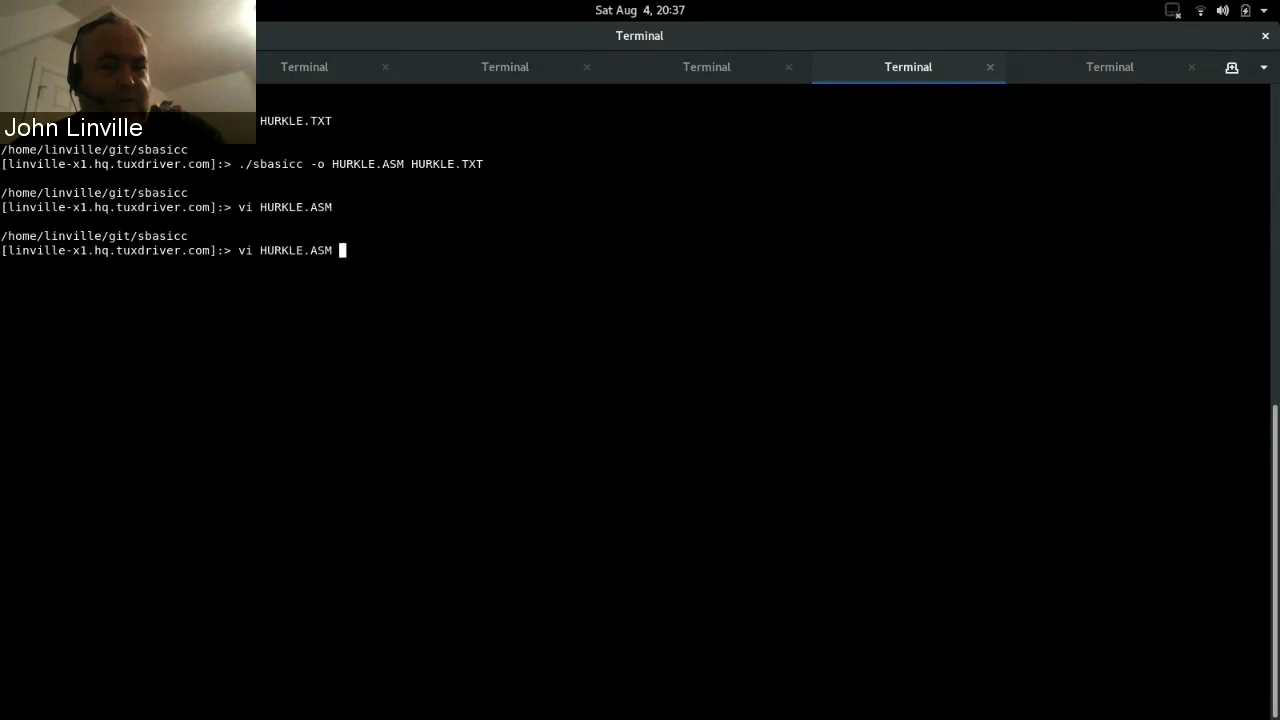 Sat Aug 4, 20:37
Terminal
Terminal
Terminal
Terminal
Terminal
Terminal
John Linville
HURKLE.TXT
/home/linville/git/sbasicc
[linville-x1.hq.tuxdriver.com]:> ./sbasicc -o HURKLE.ASM HURKLE.TXT
/home/linville/git/sbasicc
[linville-x1.hq.tuxdriver.com]:> vi HURKLE.ASM
/home/linville/git/sbasicc
[linville-x1.hq.tuxdriver.com]:> vi HURKLE.ASM